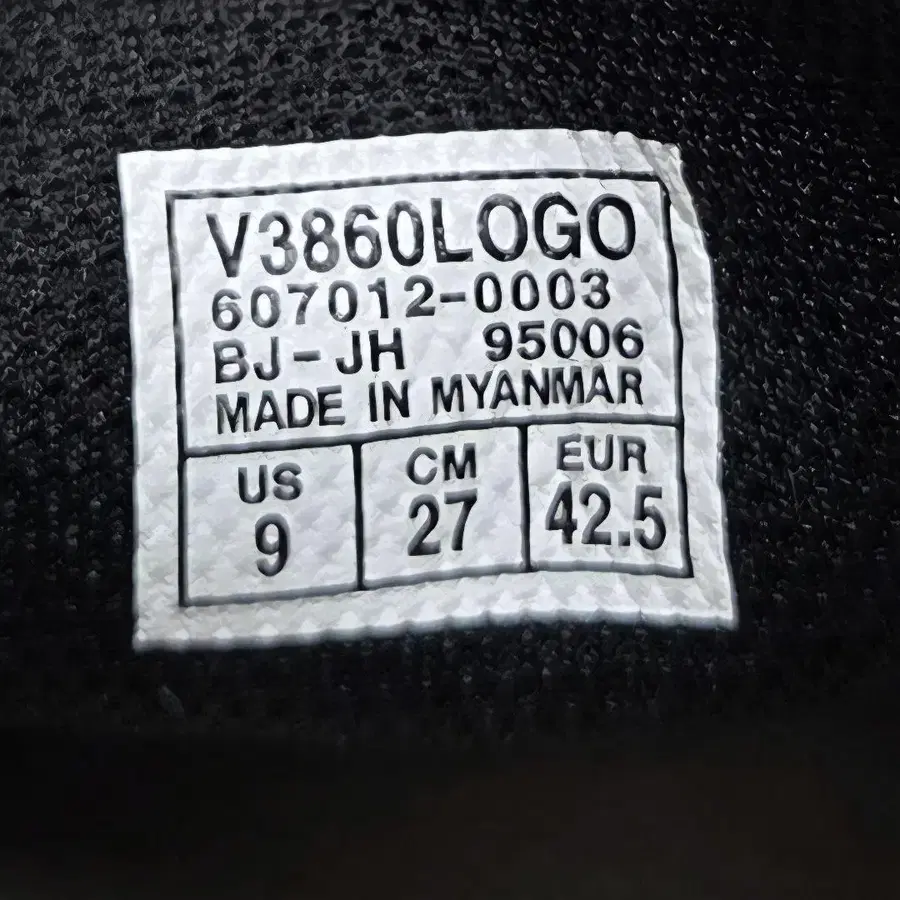 V3860LOGO
607012-0003
BJ-JH 95006
MADE IN MYANMAR
US CM EUR
9 27 42.5